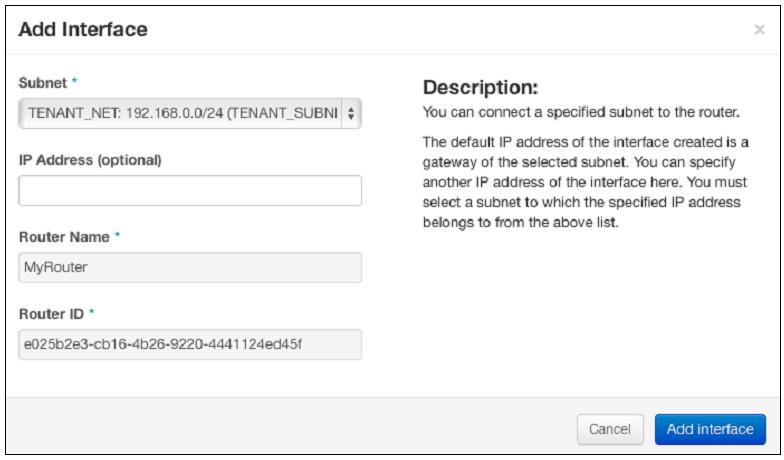 Add Interface
×
Subnet *
TENANT_NET: 192.168.0.0/24 (TENANT_SUBNI
IP Address (optional)
Router Name *
MyRouter
Router ID *
e025b2e3-cb16-4b26-9220-4441124ed45f
Description:
You can connect a specified subnet to the router.
The default IP address of the interface created is a
gateway of the selected subnet. You can specify
another IP address of the interface here. You must
select a subnet to which the specified IP address
belongs to from the above list.
Cancel
Add interface